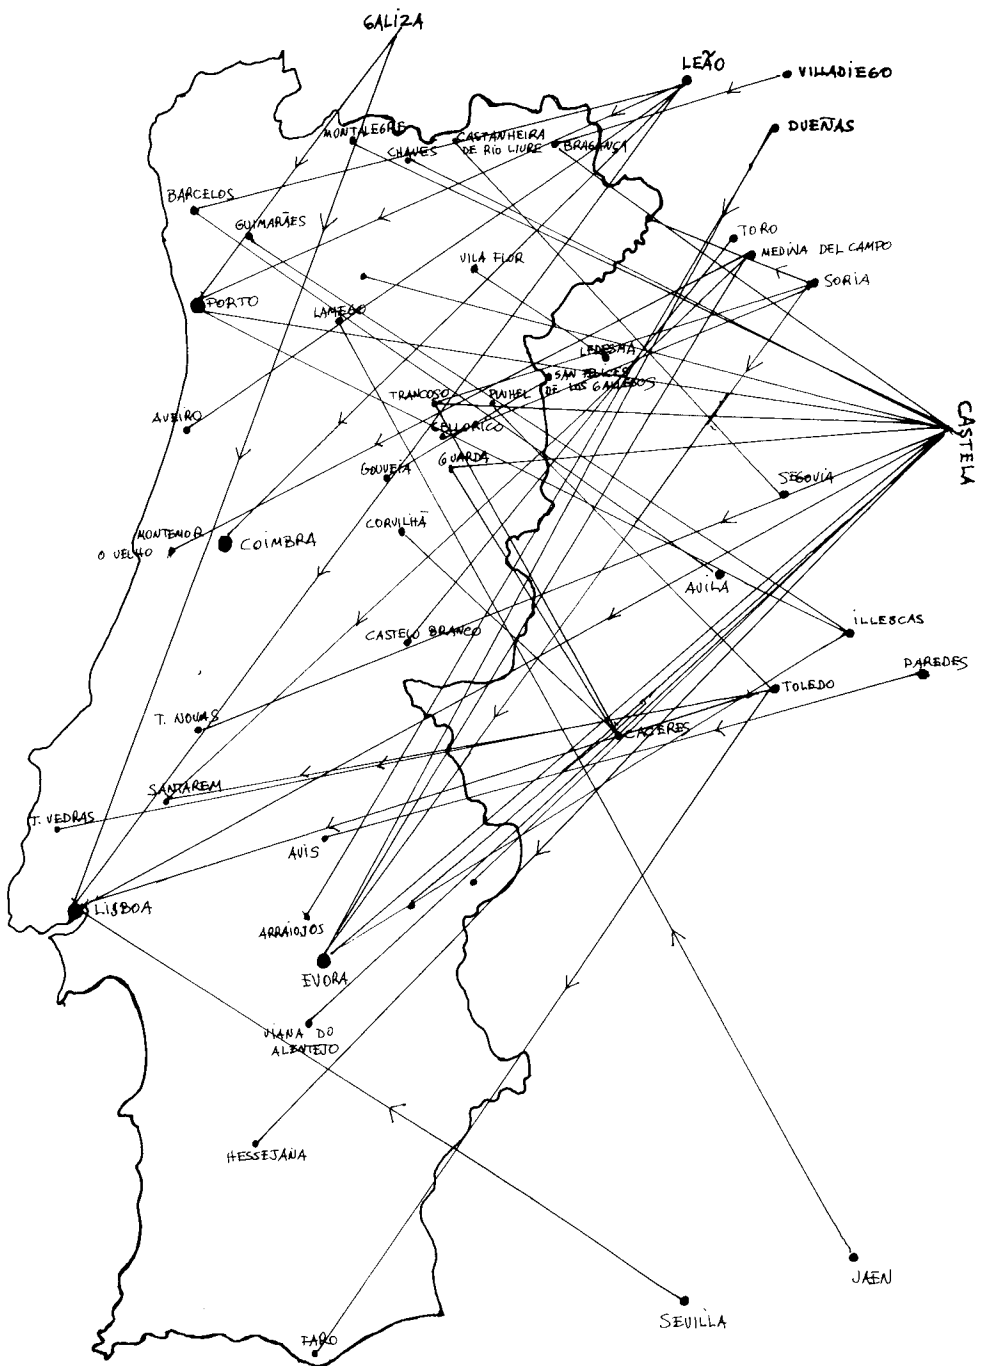 GALIZA
LEÃO
VILLADIEGO
DUEÑAS
MONTALEGRE
CHAVES
CASTANHEIRA
DE RIO LIVRE
BRAGANÇA
BARCELOS
GUIMARÃES
VILA FLOR
TORO
MEDINA DEL CAMPO
SORIA
PORTO
LAMEGO
LEDESMA
SAN FELICES
DE LOS GALLEGOS
TRANCOSO
PINHEL
CELLORICO
AVEIRO
GUARDA
GOUVEIA
CASTELA
SEGOVIA
CORVILHÃ
MONTEMOR
O VELHO
COIMBRA
AVILA
ILLESCAS
CASTELO BRANCO
PAREDES
TOLEDO
T. NOVAS
CACERES
SANTAREM
T. VEDRAS
AVIS
LISBOA
ARRAIOJOS
EVORA
VIANA DO
ALENTEJO
HESSEJANA
JAEN
SEVILLA
FARO